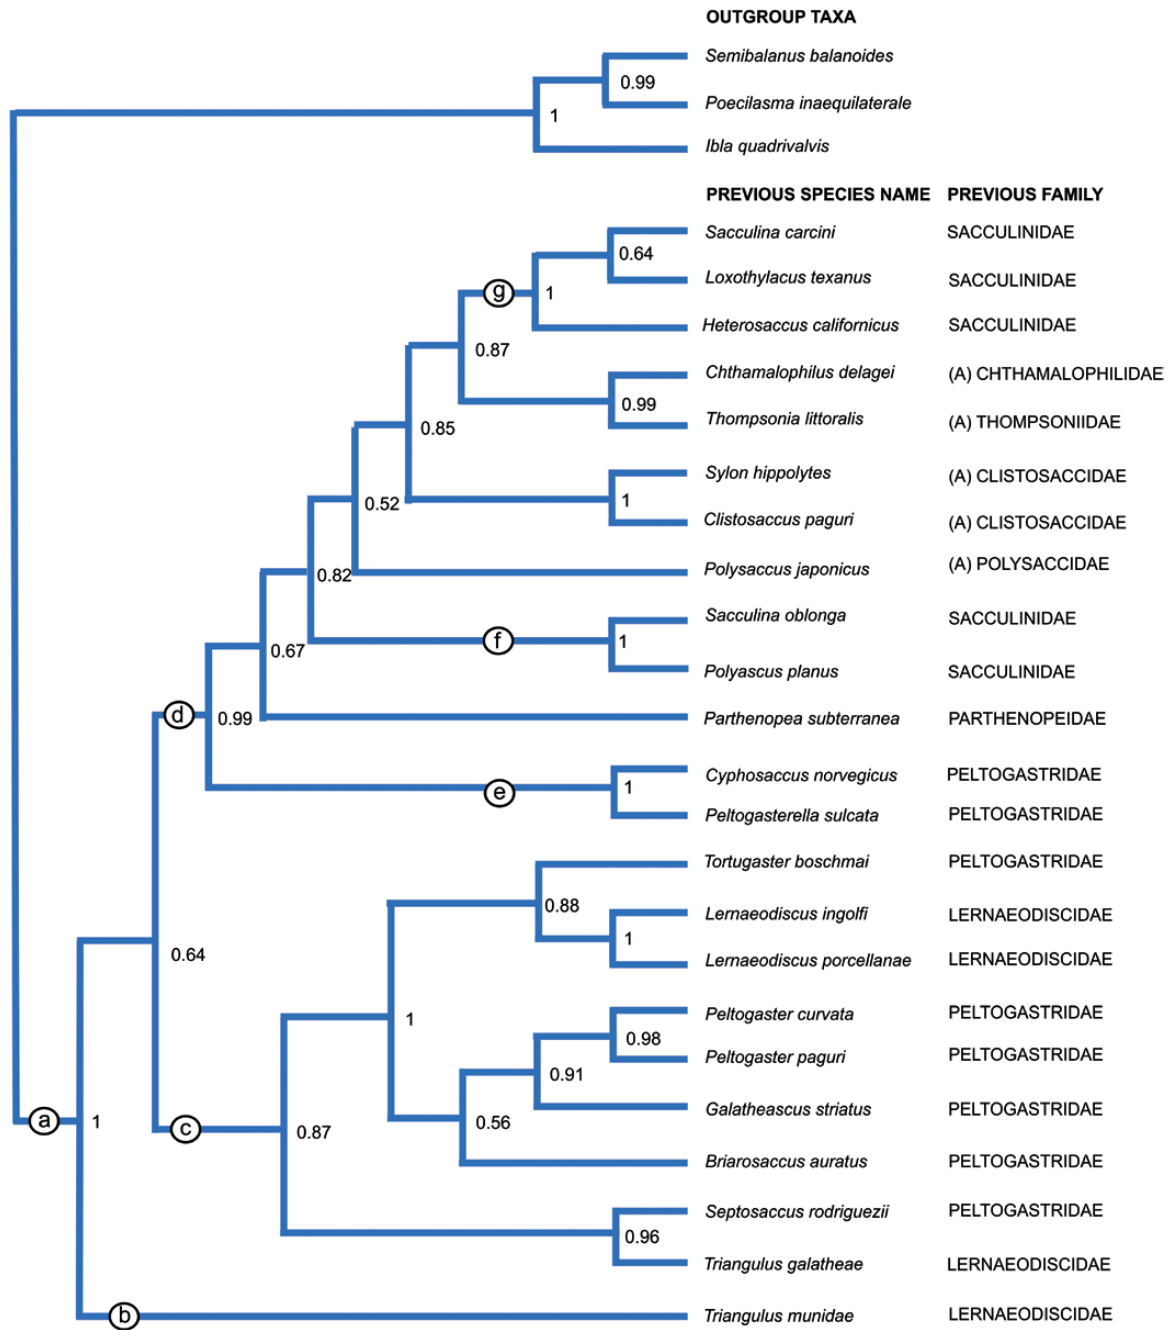 OUTGROUP TAXA
Semibalanus balanoides
0.99
Poecilasma inaequilaterale
1
Ibla quadrivalvis
PREVIOUS SPECIES NAME PREVIOUS FAMILY
Sacculina carcini SACCULINIDAE
0.64
Loxothylacus texanus SACCULINIDAE
g 1
Heterosaccus californicus SACCULINIDAE
0.87
Chthamalophilus delagei (A) CHTHAMALOPHILIDAE
0.99
Thompsonia littoralis (A) THOMPSONIIDAE
0.85
Sylon hippolytes (A) CLISTOSACCIDAE
1
0.52
Clistosaccus paguri (A) CLISTOSACCIDAE
Polysaccus japonicus (A) POLYSACCIDAE
0.82
Sacculina oblonga SACCULINIDAE
f 1
0.67
Polyascus planus SACCULINIDAE
d 0.99
Parthenopea subterranea PARTHENOPEIDAE
Cyphosaccus norvegicus PELTOGASTRIDAE
e 1
Peltogasterella sulcata PELTOGASTRIDAE
Tortugaster boschmai PELTOGASTRIDAE
0.88
Lernaeodiscus ingolfi LERNAEODISCIDAE
1
0.64
Lernaeodiscus porcellanae LERNAEODISCIDAE
Peltogaster curvata PELTOGASTRIDAE
1
0.98
Peltogaster paguri PELTOGASTRIDAE
0.91
Galatheascus striatus PELTOGASTRIDAE
a 1
0.56
c 0.87
Briarosaccus auratus PELTOGASTRIDAE
Septosaccus rodriguezii PELTOGASTRIDAE
0.96
Triangulus galatheae LERNAEODISCIDAE
b
Triangulus munidae LERNAEODISCIDAE